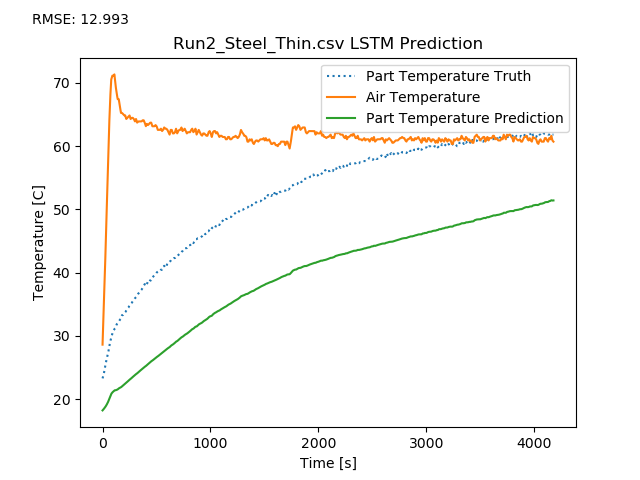 RMSE: 12.993
Run2_Steel_Thin.csv LSTM Prediction
Part Temperature Truth
Air Temperature
Part Temperature Prediction
Temperature [C]
70
60
50
40
30
20
0 1000 2000 3000 4000
Time [s]